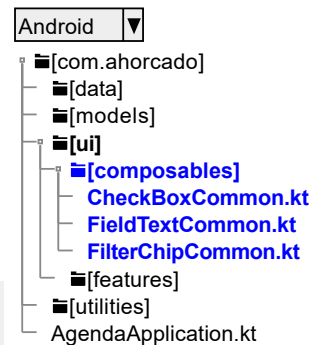 Android
[com.ahorcado]
[data]
[models]
[ui]
[composables]
CheckBoxCommon.kt
FieldTextCommon.kt
FilterChipCommon.kt
[features]
[utilities]
AgendaApplication.kt